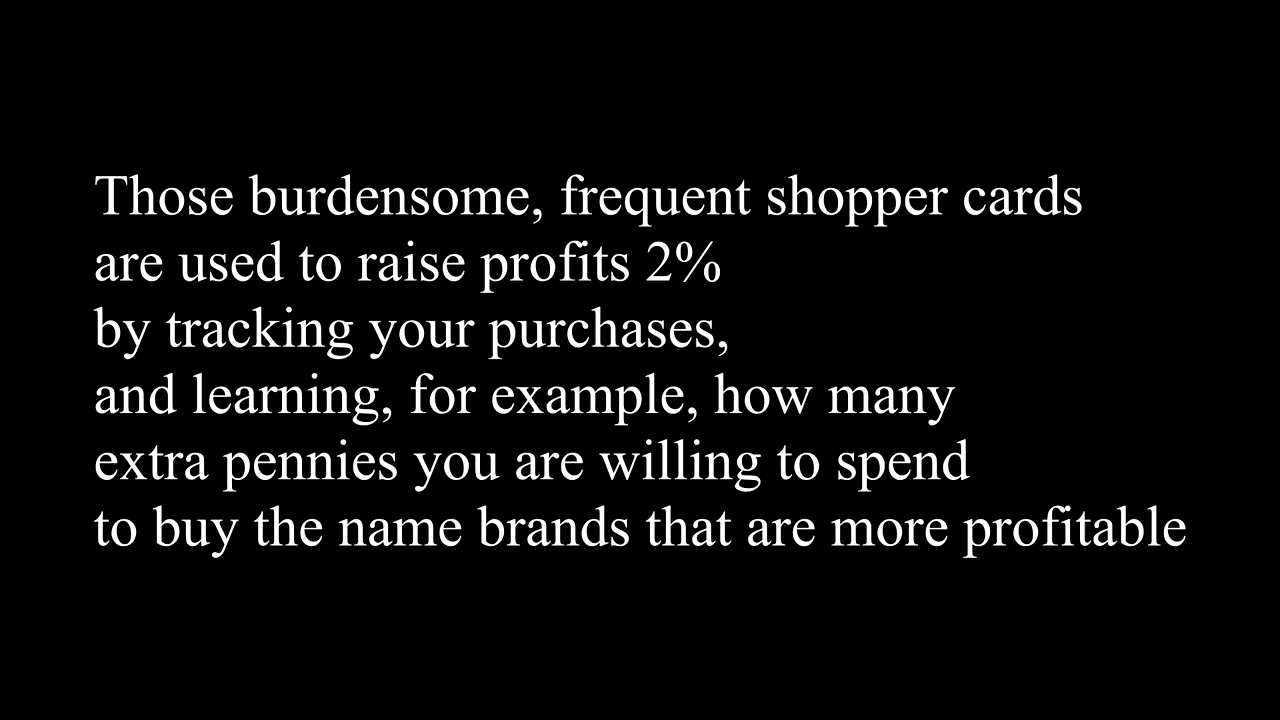 Those burdensome, frequent shopper cards
are used to raise profits 2%
by tracking your purchases,
and learning, for example, how many
extra pennies you are willing to spend
to buy the name brands that are more profitable